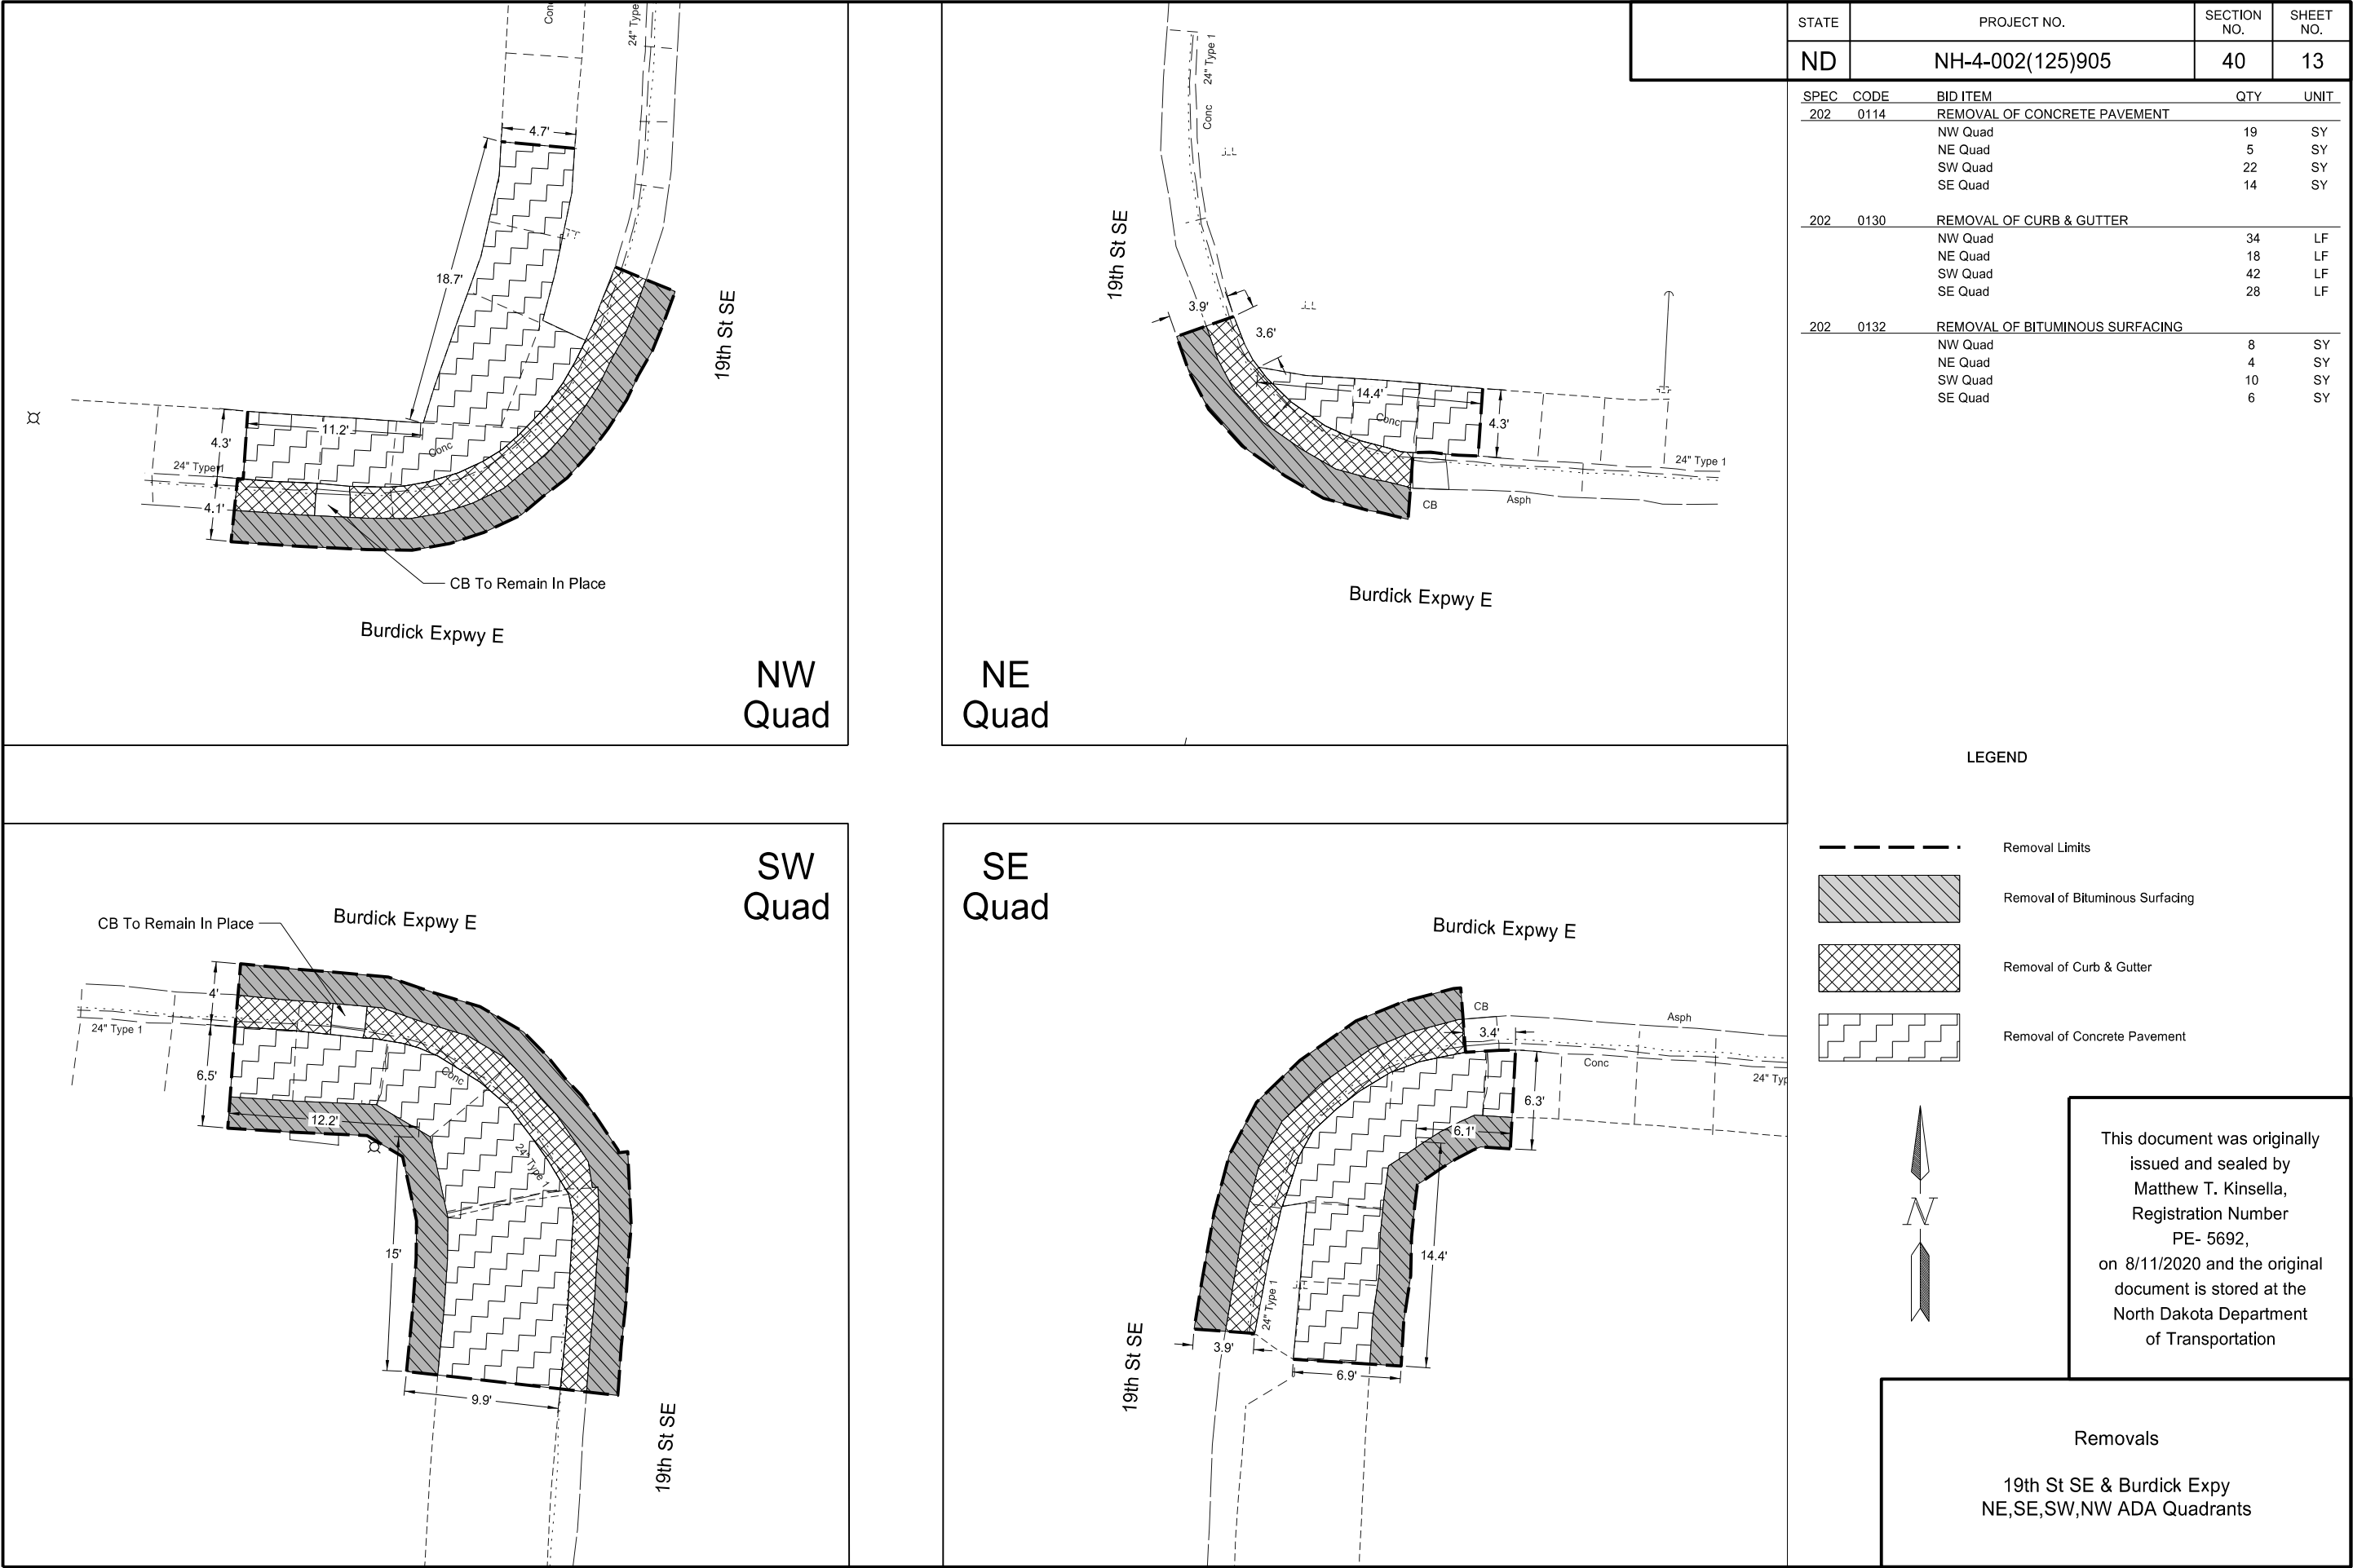 STATE PROJECT NO. SECTION NO. SHEET NO.
ND NH-4-002(125)905 40 13
SPEC CODE BID ITEM QTY UNIT
202 0114 REMOVAL OF CONCRETE PAVEMENT
NW Quad 19 SY
NE Quad 5 SY
SW Quad 22 SY
SE Quad 14 SY
202 0130 REMOVAL OF CURB & GUTTER
NW Quad 34 LF
NE Quad 18 LF
SW Quad 42 LF
SE Quad 28 LF
202 0132 REMOVAL OF BITUMINOUS SURFACING
NW Quad 8 SY
NE Quad 4 SY
SW Quad 10 SY
SE Quad 6 SY
24" Type
4.7'
18.7'
19th St SE
11.2'
4.3'
Conc
24" Type 1
4.1'
CB To Remain In Place
Burdick Expwy E
NW
Quad
24" Type 1
Conc
19th St SE
3.9'
3.6'
14.4'
Conc
4.3'
24" Type 1
CB
Asph
Burdick Expwy E
NE
Quad
SW
Quad
Burdick Expwy E
CB To Remain In Place
4'
24" Type 1
Conc
6.5'
12.2'
24" Type 1
15'
9.9'
19th St SE
SE
Quad
Burdick Expwy E
CB
Asph
3.4'
Conc
24" Typ
6.3'
6.1'
14.4'
24" Type 1
19th St SE
3.9'
6.9'
LEGEND
Removal Limits
Removal of Bituminous Surfacing
Removal of Curb & Gutter
Removal of Concrete Pavement
N
This document was originally
issued and sealed by
Matthew T. Kinsella,
Registration Number
PE- 5692,
on 8/11/2020 and the original
document is stored at the
North Dakota Department
of Transportation
Removals
19th St SE & Burdick Expy
NE,SE,SW,NW ADA Quadrants